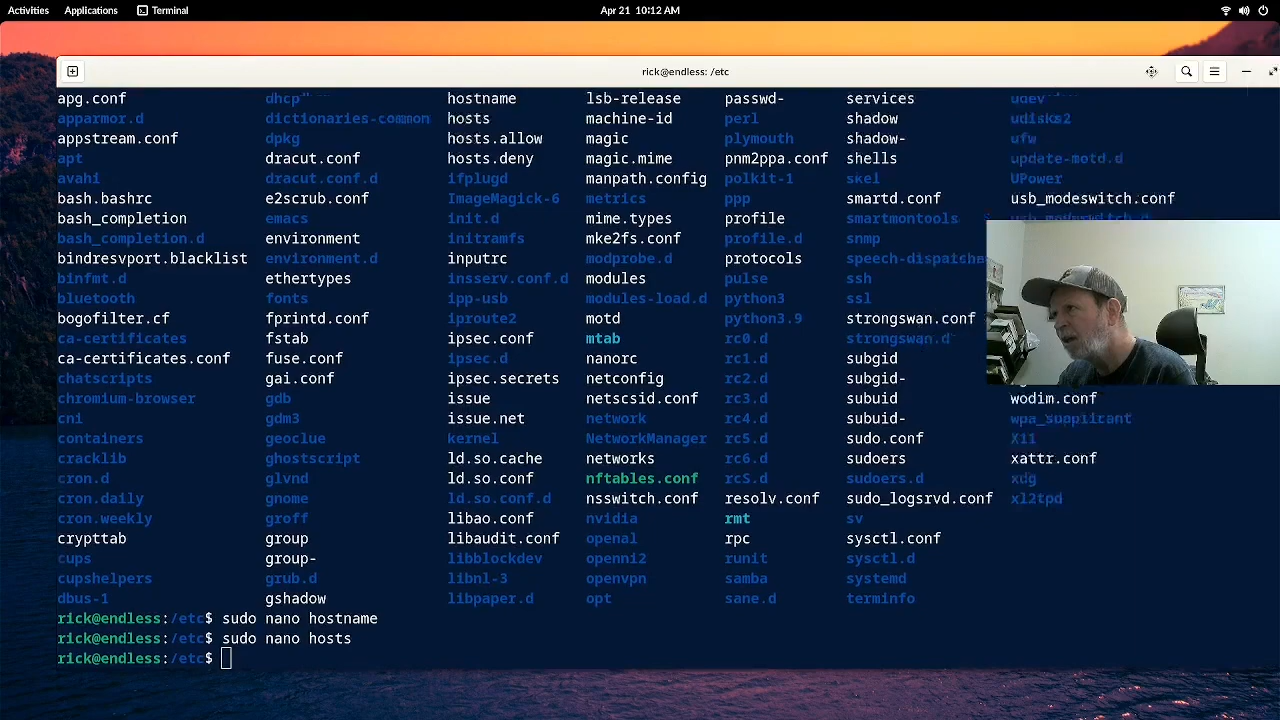 Activities Applications Terminal Apr 21 10:12 AM
rick@endless: /etc
apg.conf hostname lsb-release passwd- services udev
apparmor.d dictionaries-common hosts machine-id perl shadow udisks2
appstream.conf dpkg hosts.allow magic plymouth shadow- ufw
apt dracut.conf hosts.deny magic.mime pnm2ppa.conf shells update-motd.d
avahi dracut.conf.d ifplugd manpath.config polkit-1 skel UPower
bash.bashrc e2scrub.conf ImageMagick-6 metrics ppp smartd.conf usb_modeswitch.conf
bash_completion emacs init.d mime.types profile smartmontools
bash_completion.d environment initramfs mke2fs.conf profile.d snmp
bindresvport.blacklist environment.d inputrc modprobe.d protocols speech-dispatche
binfmt.d ethertypes insserv.conf.d modules pulse ssh
bluetooth fonts ipp-usb modules-load.d python3 ssl
bogofilter.cf fprintd.conf iproute2 motd python3.9 strongswan.conf
ca-certificates fstab ipsec.conf mtab rc0.d strongswan.d
ca-certificates.conf fuse.conf ipsec.d nanorc rc1.d subgid
chatscripts gai.conf ipsec.secrets netconfig rc2.d subgid-
chromium-browser gdb issue netscsid.conf rc3.d subuid wodim.conf
cni gdm3 issue.net network rc4.d subuid- wpa_supplicant
containers geoclue kernel NetworkManager rc5.d sudo.conf X11
cracklib ghostscript ld.so.cache networks rc6.d sudoers xattr.conf
cron.d glvnd ld.so.conf nftables.conf rcS.d sudoers.d xdg
cron.daily gnome ld.so.conf.d nsswitch.conf resolv.conf sudo_logsrvd.conf xl2tpd
cron.weekly groff libao.conf nvidia rmt sv
crypttab group libaudit.conf openal rpc sysctl.conf
cups group- libblockdev openni2 runit sysctl.d
cupshelpers grub.d libnl-3 openvpn samba systemd
dbus-1 gshadow libpaper.d opt sane.d terminfo
rick@endless:/etc$ sudo nano hostname
rick@endless:/etc$ sudo nano hosts
rick@endless:/etc$